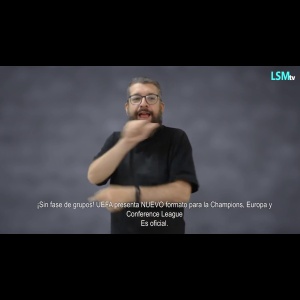 LSMtv
¡Sin fase de grupos! UEFA presenta NUEVO formato para la Champions, Europa y
Conference League
Es oficial.